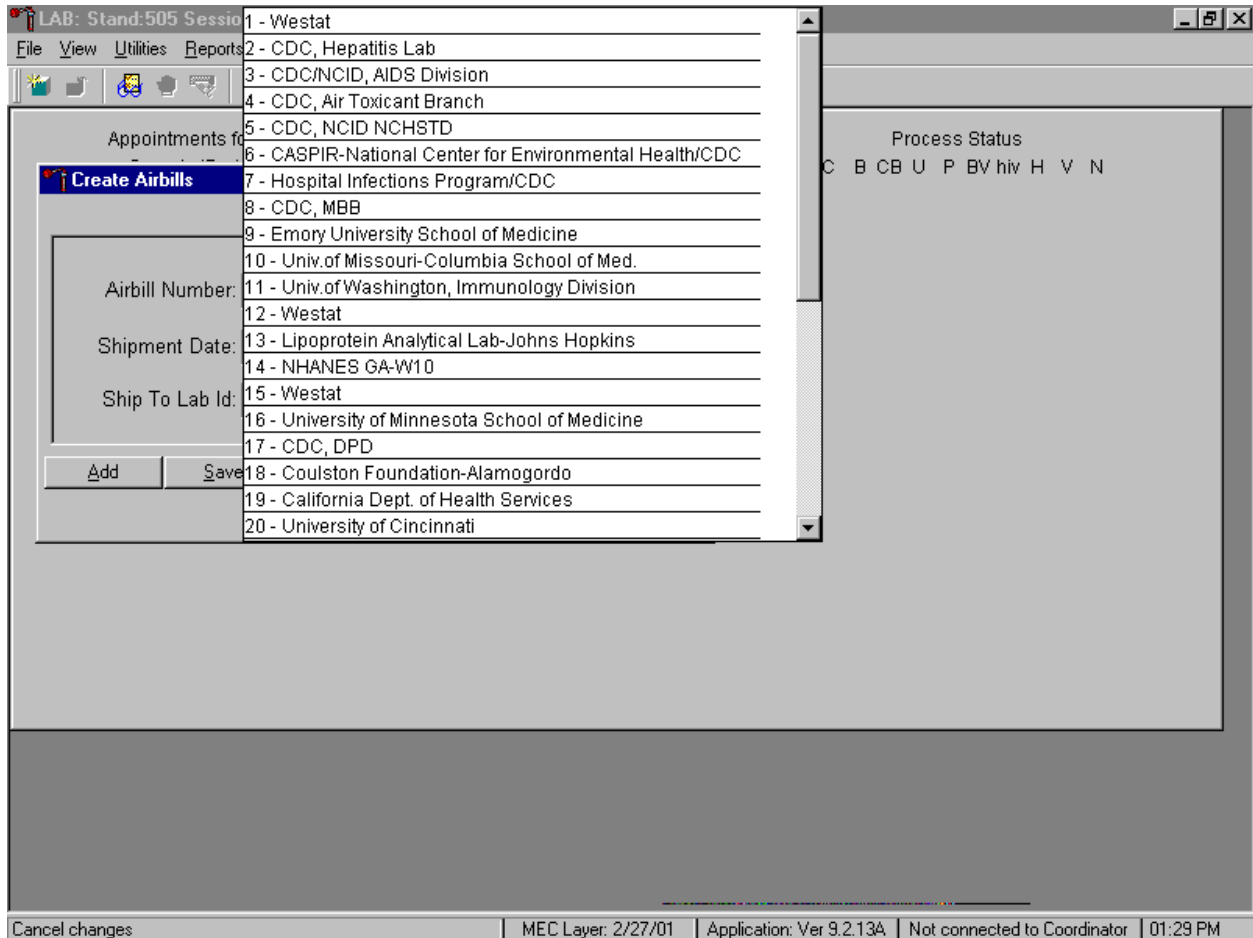 LAB: Stand:505 Sessio
File View Utilities Reports
Appointments fo
Process Status
C B CB U P BV hiv H V N
Create Airbills
Airbill Number:
Shipment Date:
Ship To Lab Id:
Add Save
1 - Westat
2 - CDC, Hepatitis Lab
3 - CDC/NCID, AIDS Division
4 - CDC, Air Toxicant Branch
5 - CDC, NCID NCHSTD
6 - CASPIR-National Center for Environmental Health/CDC
7 - Hospital Infections Program/CDC
8 - CDC, MBB
9 - Emory University School of Medicine
10 - Univ.of Missouri-Columbia School of Med.
11 - Univ.of Washington, Immunology Division
12 - Westat
13 - Lipoprotein Analytical Lab-Johns Hopkins
14 - NHANES GA-W10
15 - Westat
16 - University of Minnesota School of Medicine
17 - CDC, DPD
18 - Coulston Foundation-Alamogordo
19 - California Dept. of Health Services
20 - University of Cincinnati
Cancel changes MEC Layer: 2/27/01 Application: Ver 9.2.13A Not connected to Coordinator 01:29 PM